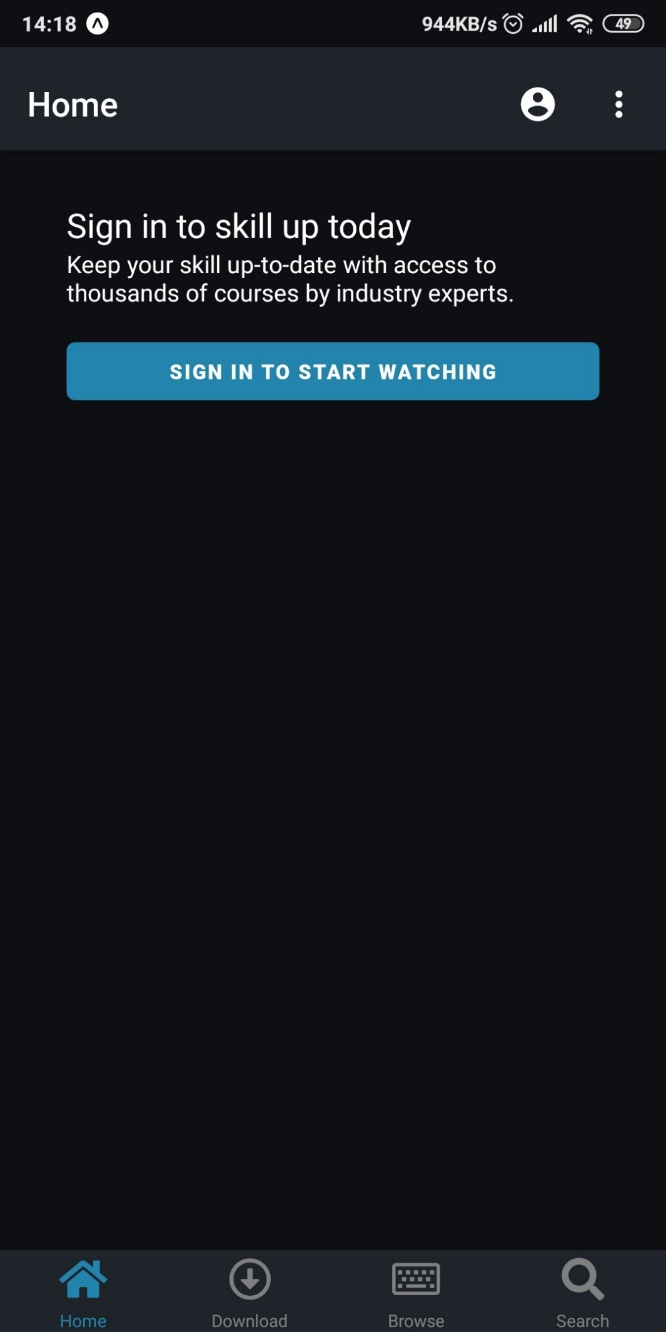 14:18 944KB/s 49
Home
Sign in to skill up today
Keep your skill up-to-date with access to
thousands of courses by industry experts.
SIGN IN TO START WATCHING
Home Download Browse Search